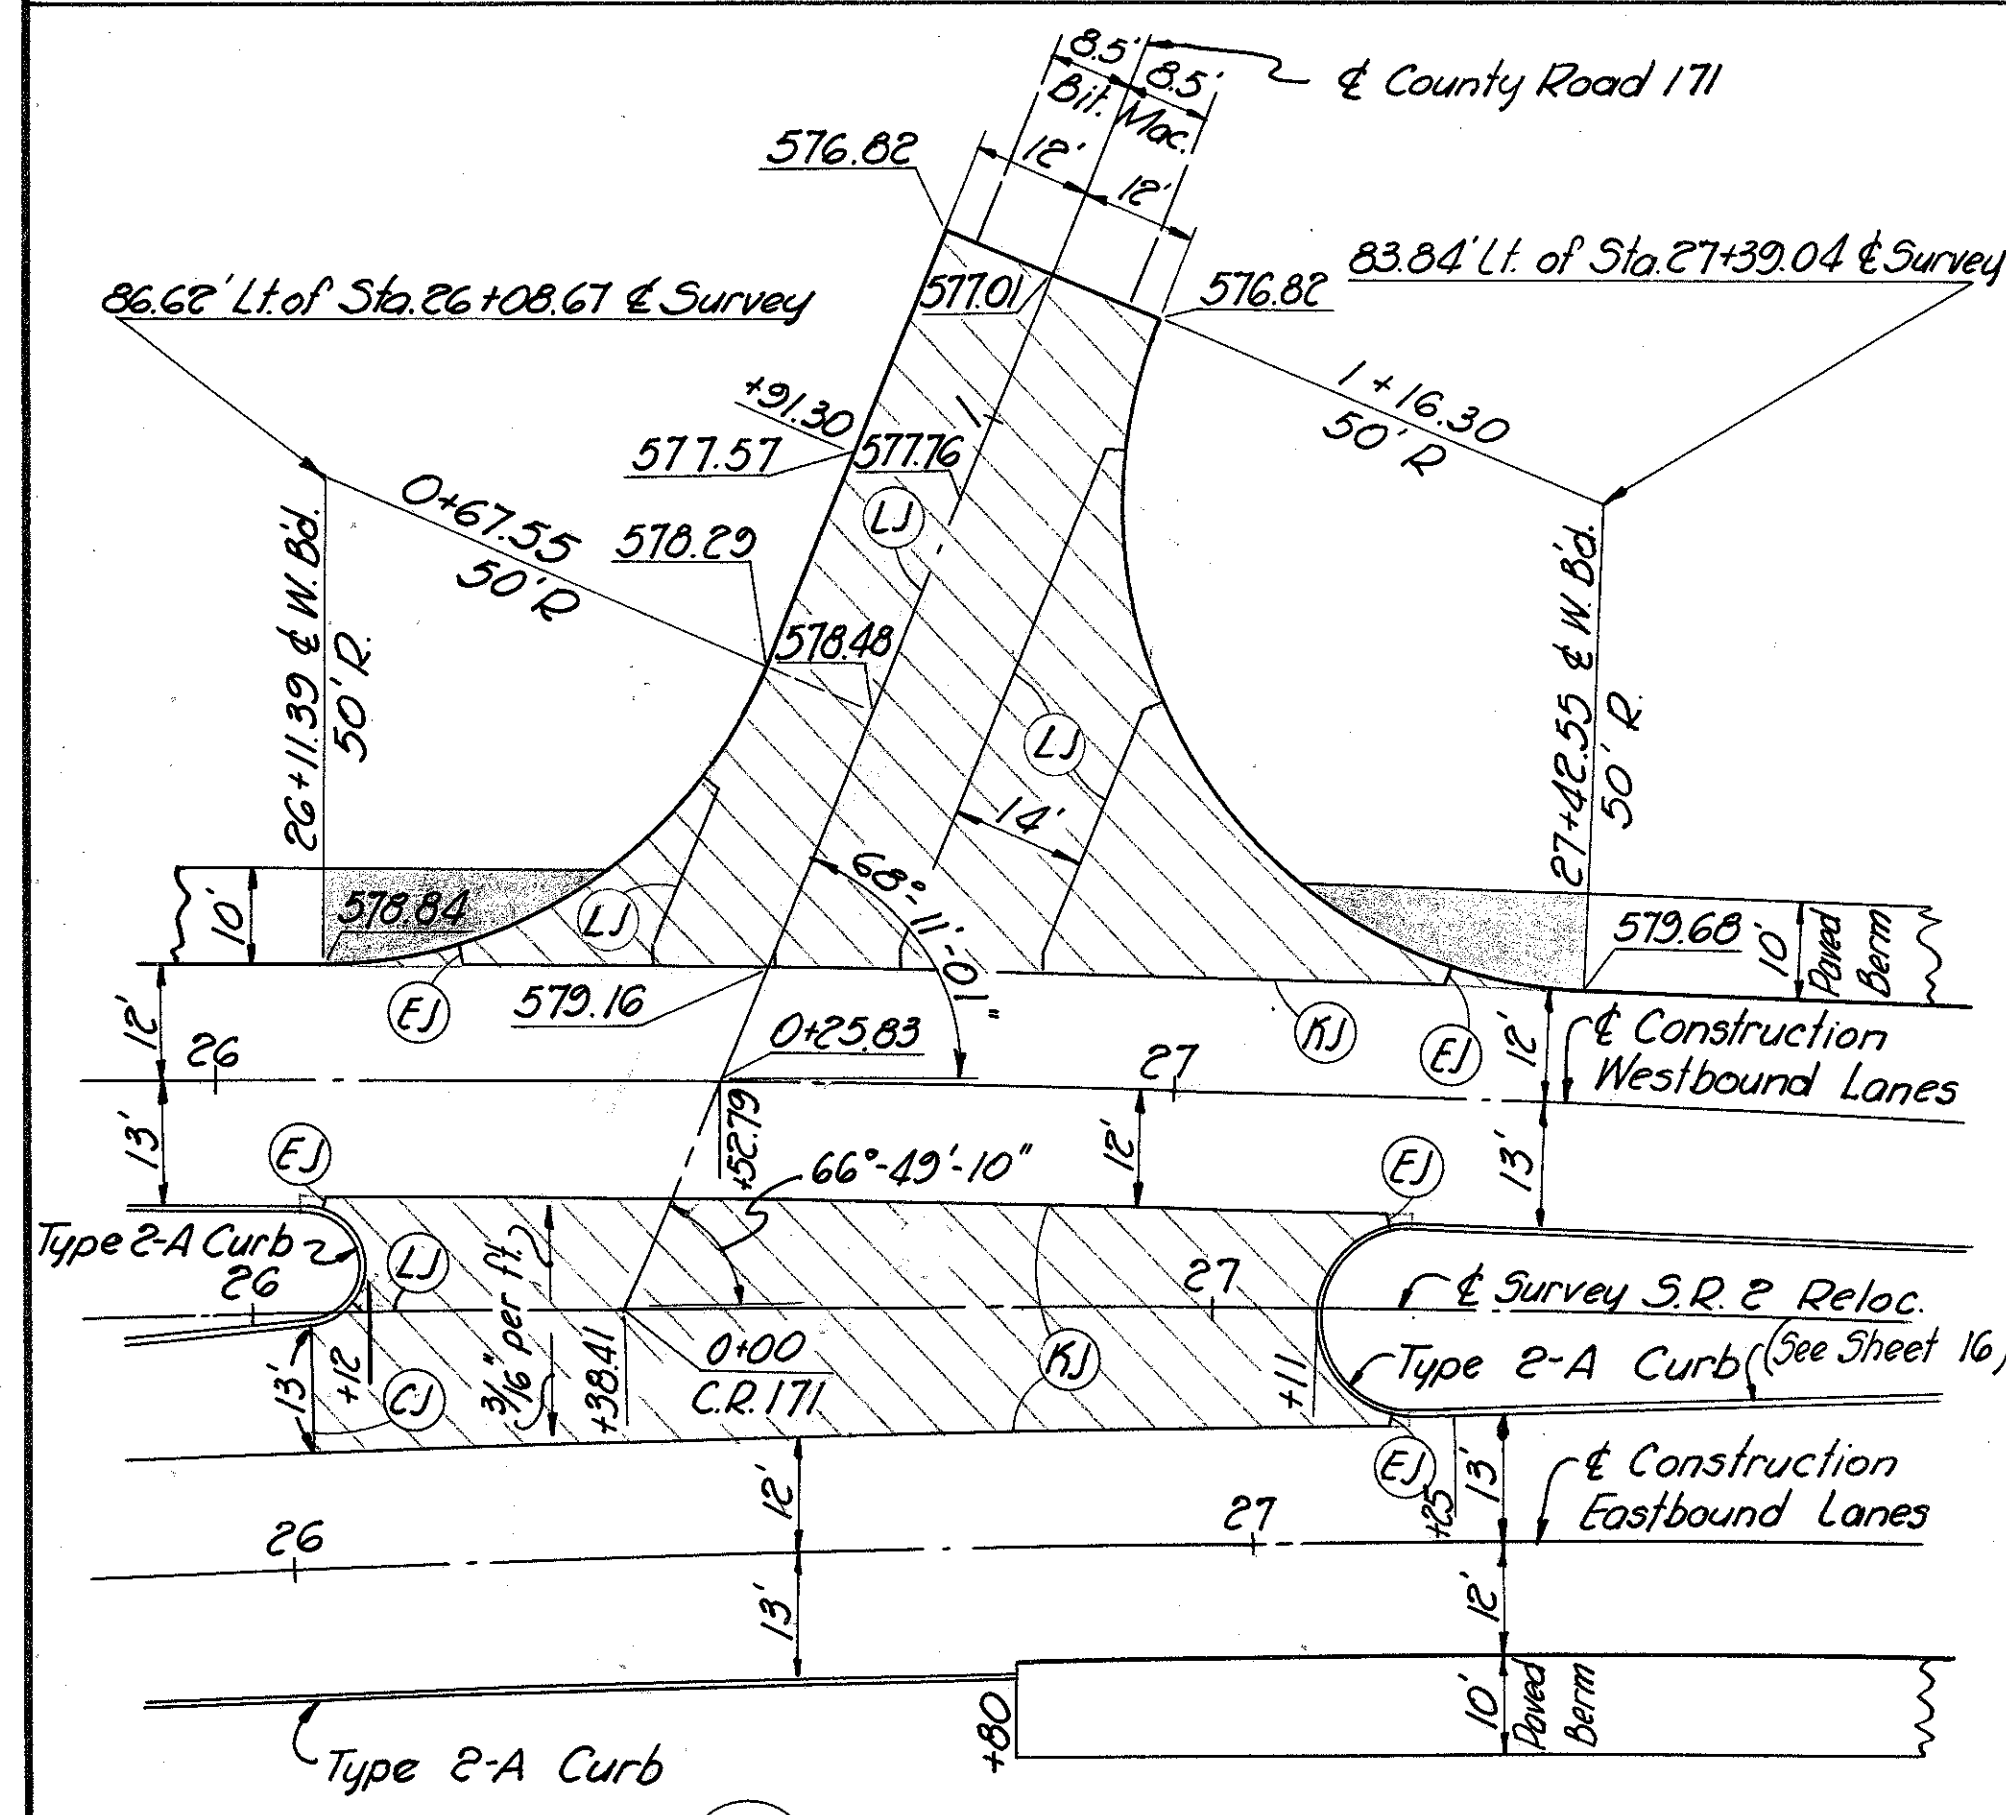 8.5'
8.5'
Bit. Mac.
℄ County Road 171
576.82
12'
12'
83.84' Lt. of Sta. 27+39.04 ℄ Survey
86.62' Lt. of Sta. 26+08.67 ℄ Survey
577.01
576.82
1+16.30
50' R
+91.30
577.57
577.76
1
0+67.55
50' R
LJ
578.29
578.48
26+11.39 ℄ W. B'd.
50' R.
27+42.55 ℄ W. B'd.
50' R.
LJ
14'
68°-11'-01"
10'
578.84
LJ
579.68
10'
Paved
Berm
EJ
579.16
KJ
EJ
12'
26
0+25.83
27
12'
℄ Construction
Westbound Lanes
13'
+52.79
12'
13'
EJ
66°-49'-10"
EJ
Type 2-A Curb
26
LJ
3/16" per ft.
27
℄ Survey S.R. 2 Reloc.
13'
+12
CJ
+38.41
0+00
C.R. 171
KJ
+11
Type 2-A Curb (See Sheet 16)
EJ
+25
13'
℄ Construction
Eastbound Lanes
12'
26
27
13'
12'
+80
10'
Paved
Berm
Type 2-A Curb